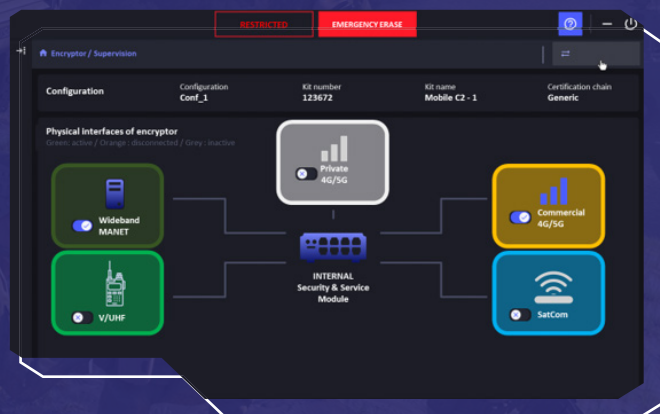 RESTRICTED
EMERGENCY ERASE
Encryptor / Supervision
Configuration
Configuration
Conf_1
Kit number
123672
Kit name
Mobile C2 - 1
Certification chain
Generic
Physical interfaces of encryptor
Green: active / Orange : disconnected / Grey : inactive
Private
4G/5G
Wideband
MANET
Commercial
4G/5G
INTERNAL
Security & Service
Module
V/UHF
SatCom